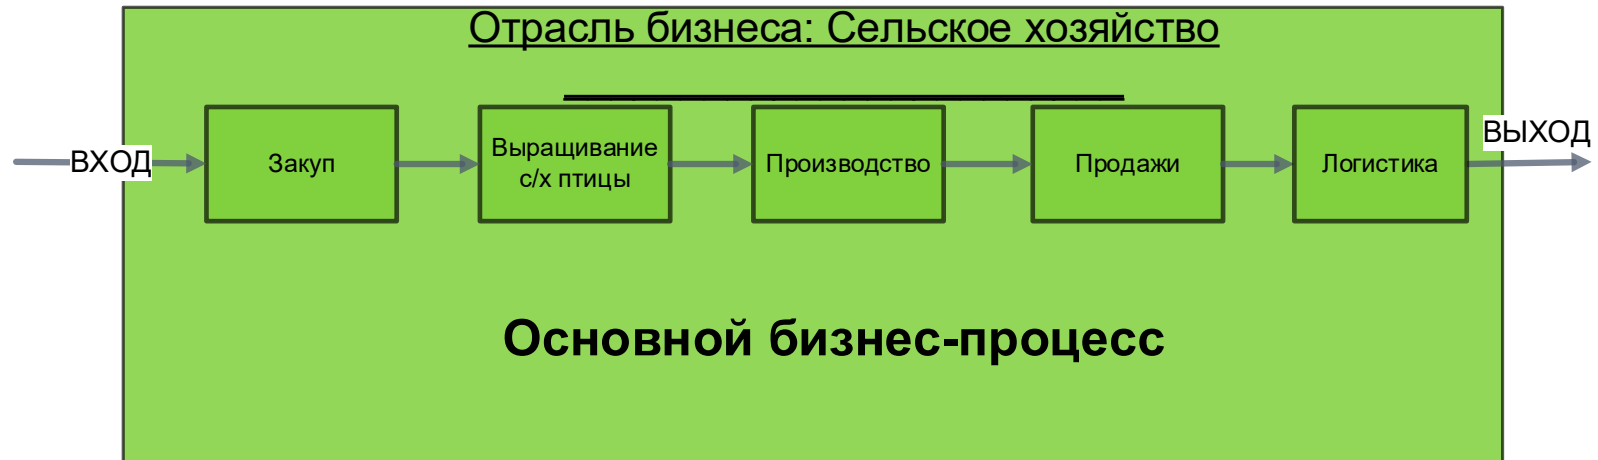 Отрасль бизнеса: Сельское хозяйство
ВХОД
Закуп
Выращивание
с/х птицы
Производство
Продажи
Логистика
ВЫХОД
Основной бизнес-процесс